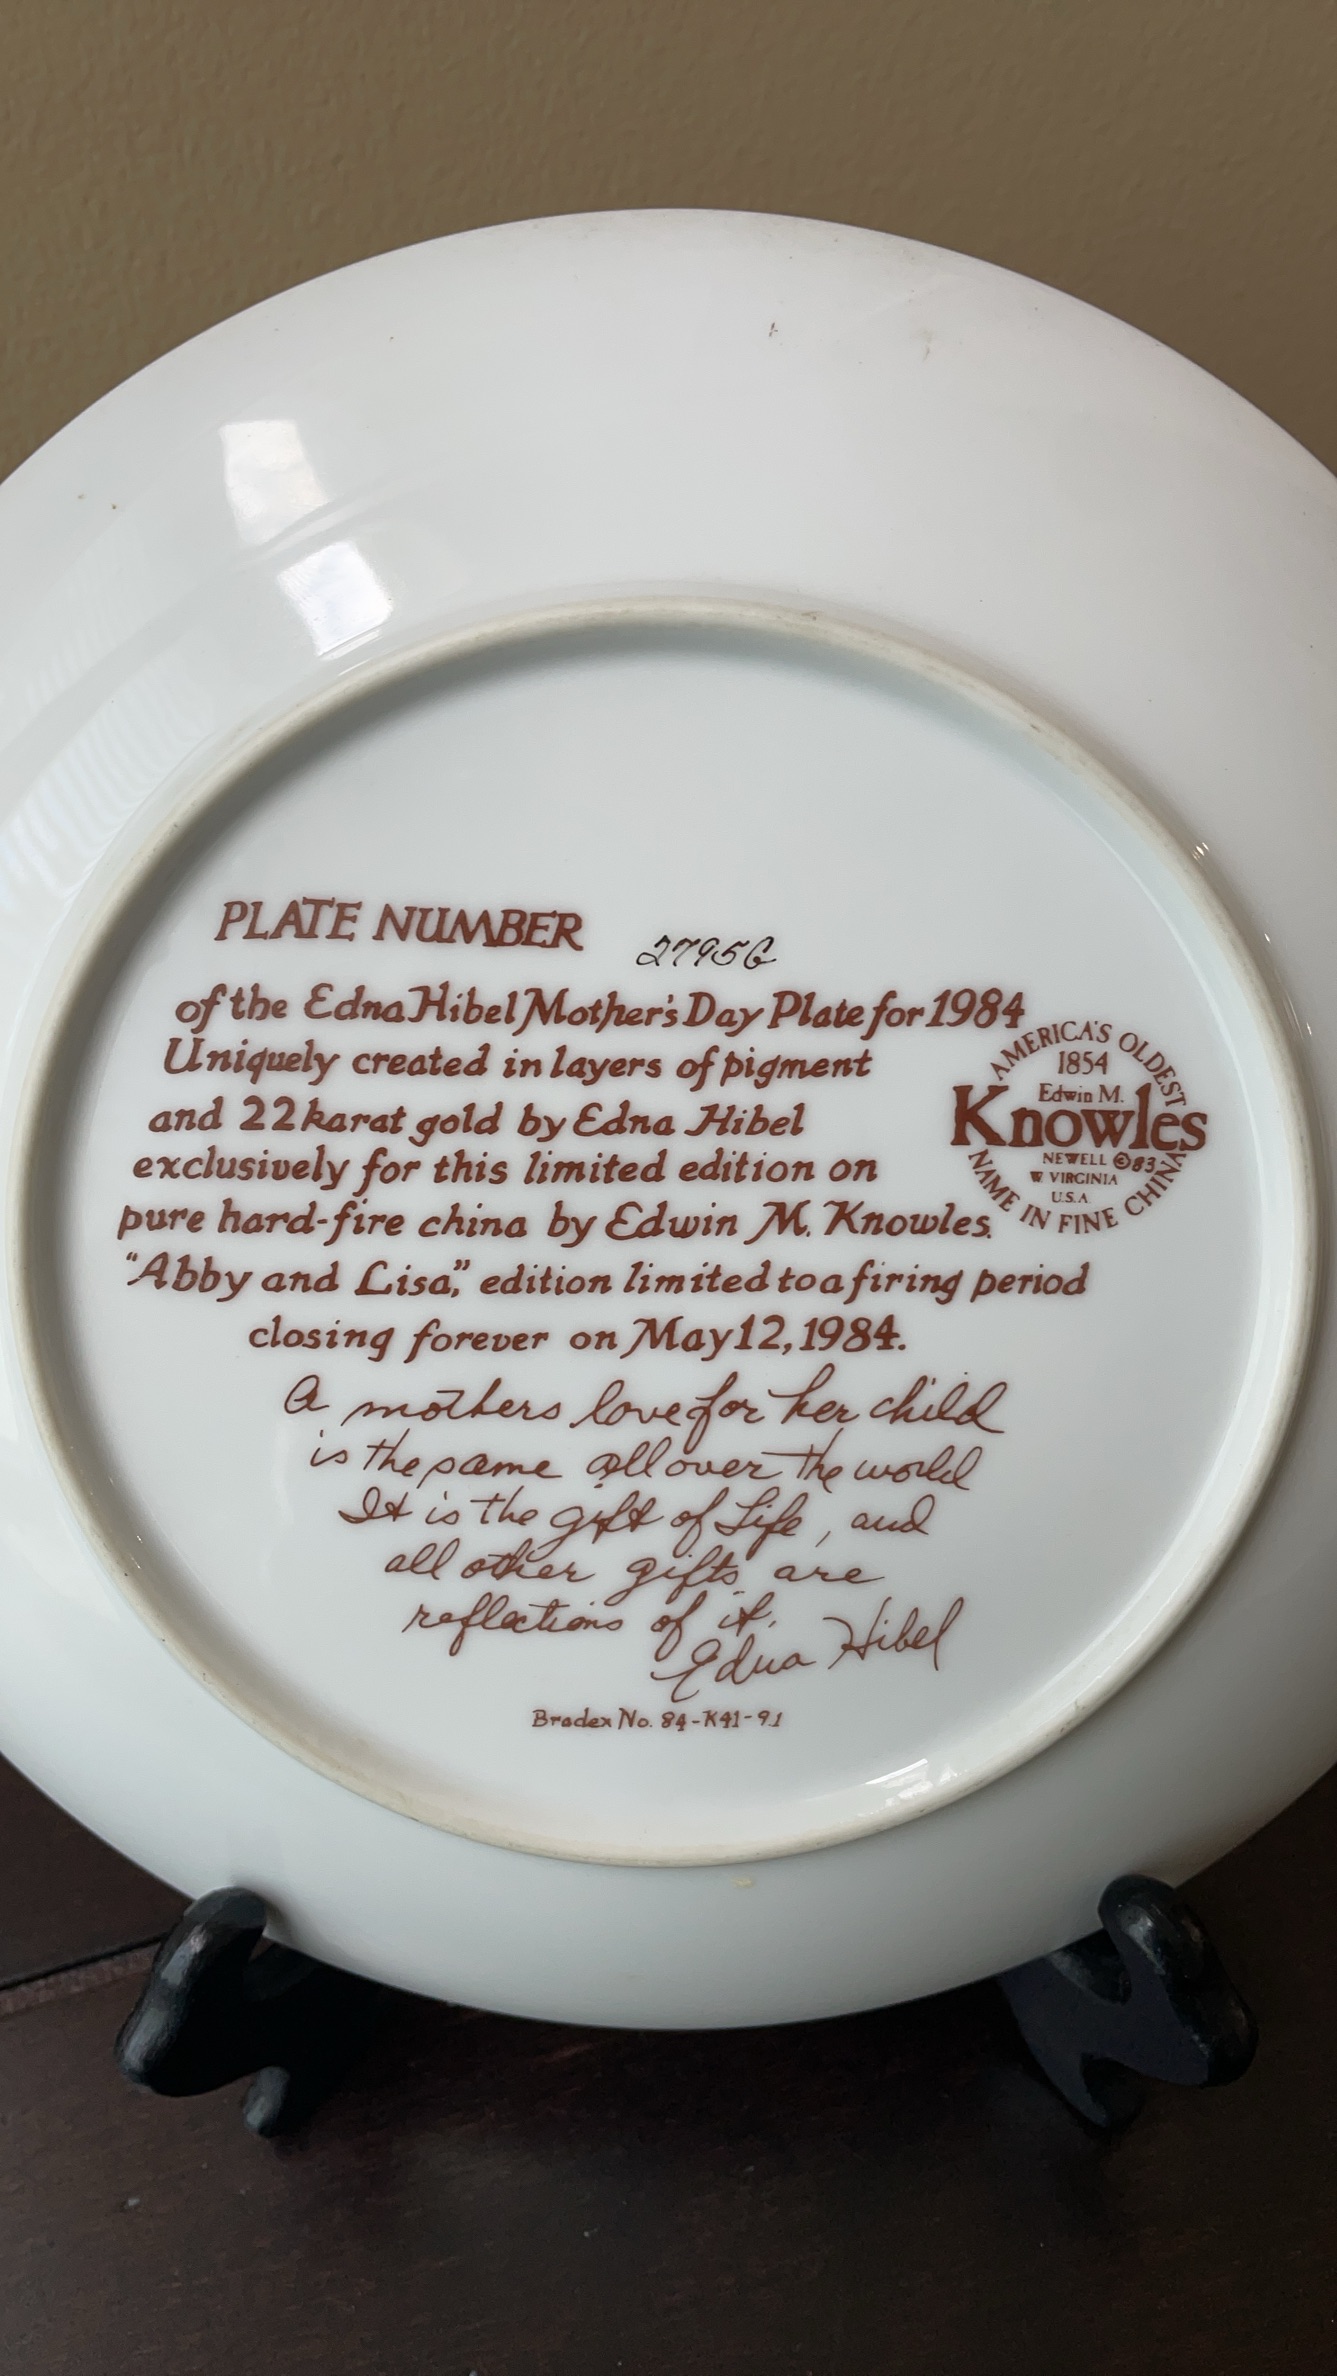 PLATE NUMBER 2795G
of the Edna Hibel Mother's Day Plate for 1984
Uniquely created in layers of pigment
and 22 karat gold by Edna Hibel
exclusively for this limited edition on
pure hard-fire china by Edwin M. Knowles.
"Abby and Lisa", edition limited to a firing period
closing forever on May 12, 1984.
AMERICA'S OLDEST
1854
Edwin M.
Knowles
NEWELL ©83
W. VIRGINIA
U.S.A.
NAME IN FINE CHINA
A mothers love for her child
is the same all over the world
It is the gift of Life, and
all other gifts are
reflections of it.
Edna Hibel
Bradex No. 84-K41-9.1